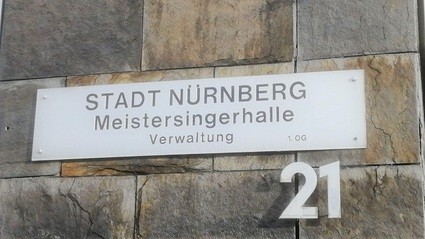 STADT NÜRNBERG
Meistersingerhalle
Verwaltung 1. OG
21